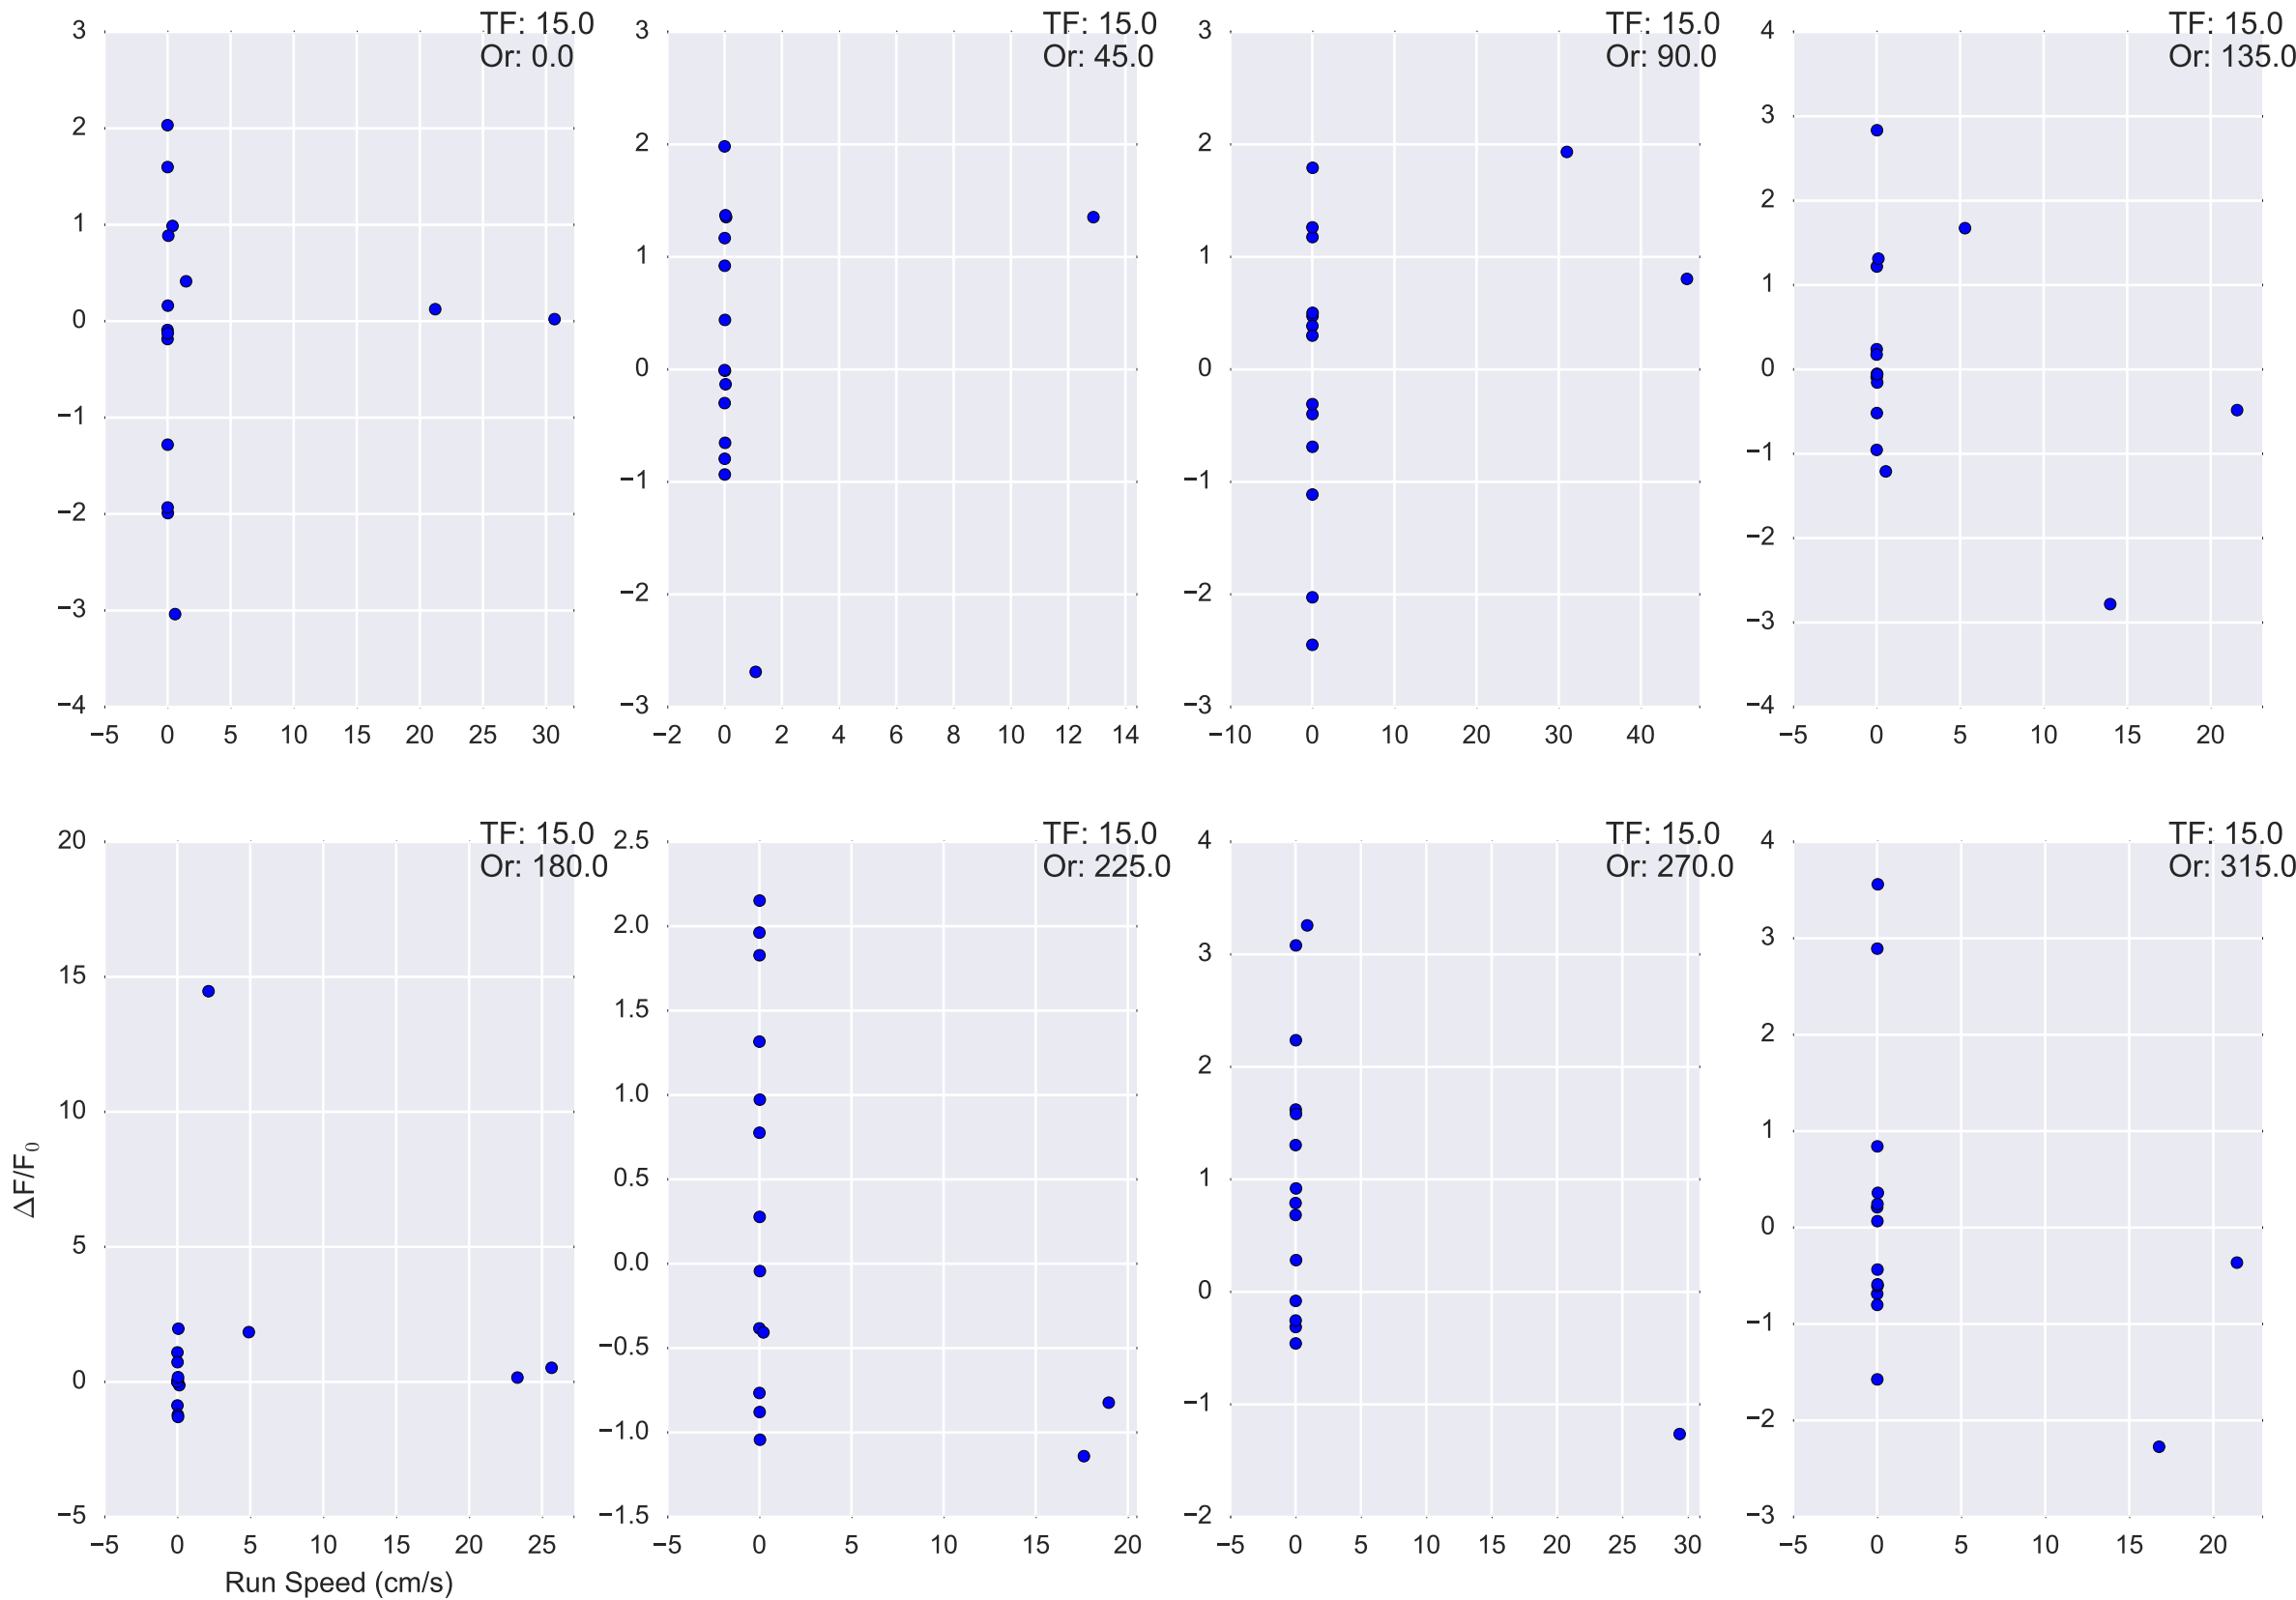 TF: 15.0
Or: 0.0
3
2
1
0
−1
−2
−3
−4
−5 0 5 10 15 20 25 30
TF: 15.0
Or: 45.0
3
2
1
0
−1
−2
−3
−2 0 2 4 6 8 10 12 14
TF: 15.0
Or: 90.0
3
2
1
0
−1
−2
−3
−10 0 10 20 30 40
TF: 15.0
Or: 135.0
4
3
2
1
0
−1
−2
−3
−4
−5 0 5 10 15 20
TF: 15.0
Or: 180.0
20
15
10
5
0
−5
−5 0 5 10 15 20 25
Run Speed (cm/s)
ΔF/F₀
TF: 15.0
Or: 225.0
2.5
2.0
1.5
1.0
0.5
0.0
−0.5
−1.0
−1.5
−5 0 5 10 15 20
TF: 15.0
Or: 270.0
4
3
2
1
0
−1
−2
−5 0 5 10 15 20 25 30
TF: 15.0
Or: 315.0
4
3
2
1
0
−1
−2
−3
−5 0 5 10 15 20